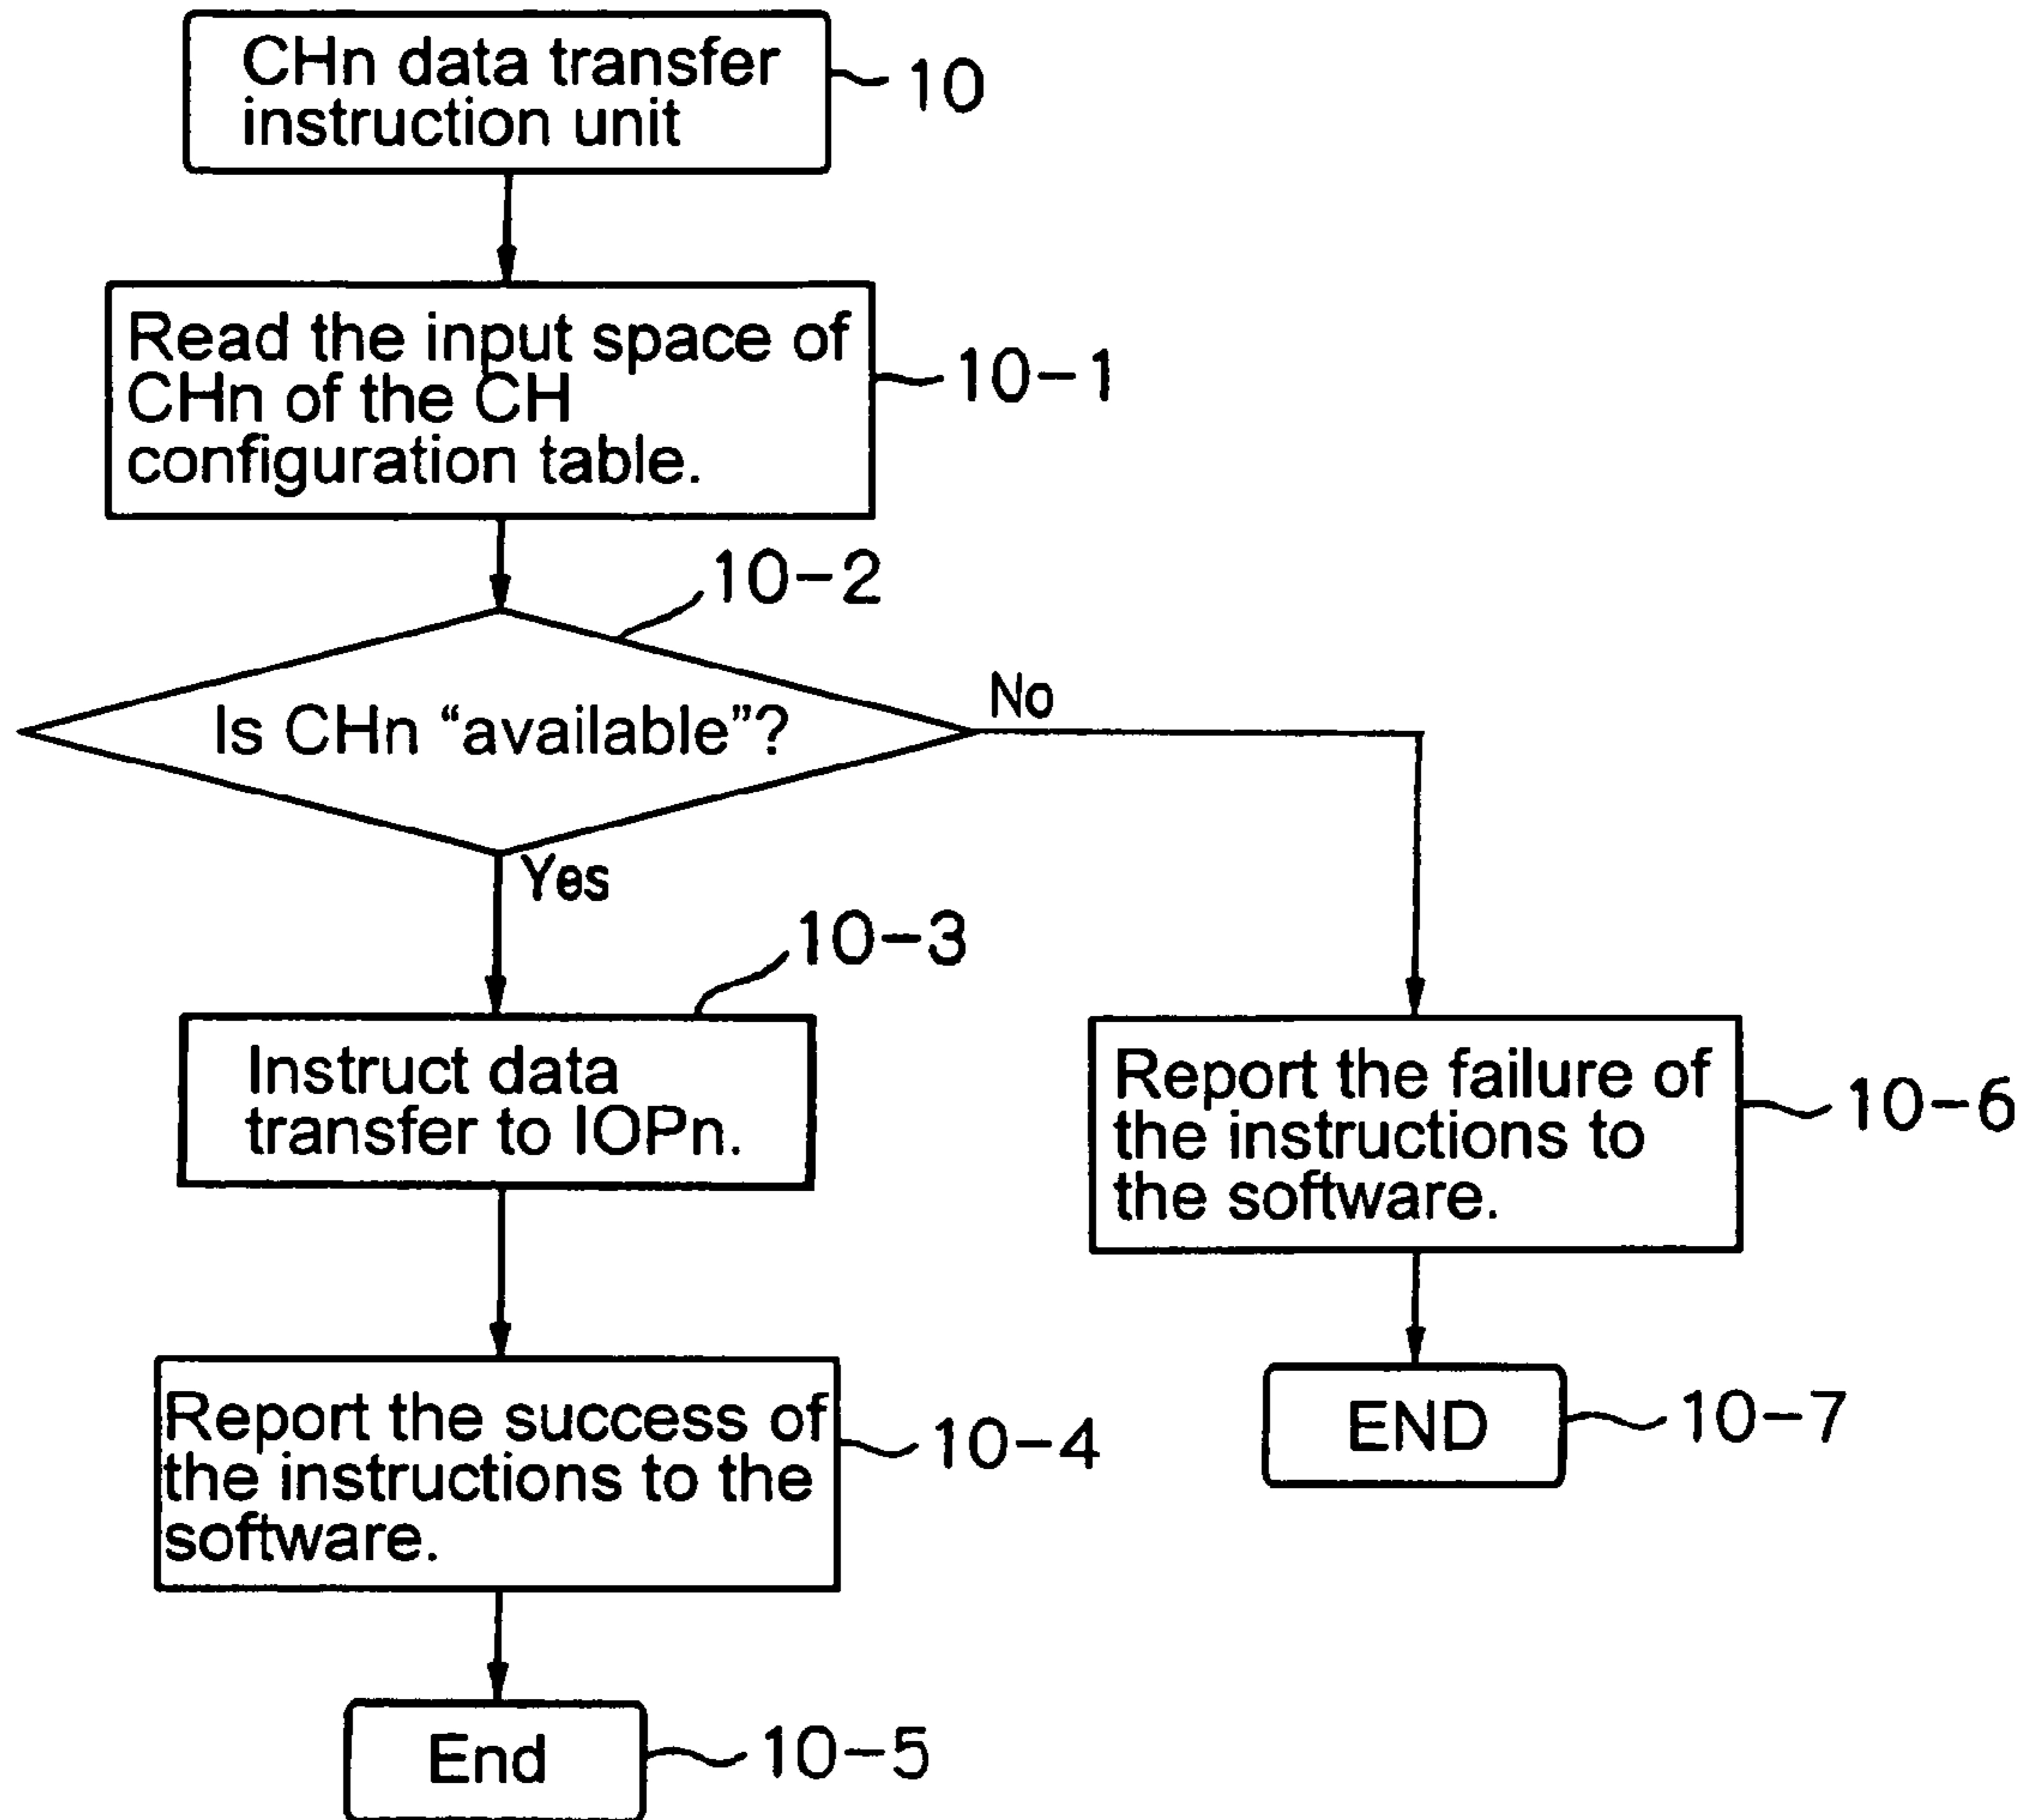 CHn data transfer
instruction unit
10
Read the input space of
CHn of the CH
configuration table.
10-1
10-2
Is CHn “available”?
No
Yes
10-3
Instruct data
transfer to IOPn.
Report the failure of
the instructions to
the software.
10-6
Report the success of
the instructions to the
software.
10-4
END
10-7
End
10-5